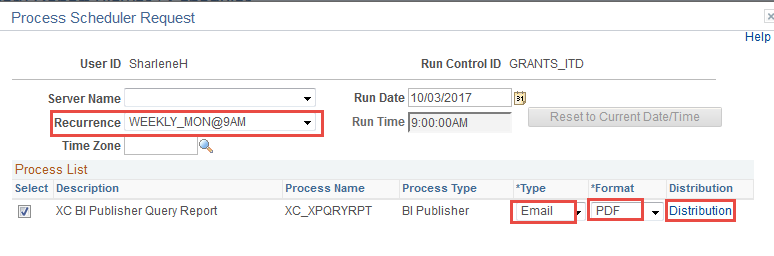 Process Scheduler Request
Help
User ID SharleneH Run Control ID GRANTS_ITD
Server Name Run Date 10/03/2017 31
Recurrence WEEKLY_MON@9AM Run Time 9:00:00AM Reset to Current Date/Time
Time Zone
Process List
Select Description Process Name Process Type *Type *Format Distribution
XC BI Publisher Query Report XC_XPQRYRPT BI Publisher Email PDF Distribution